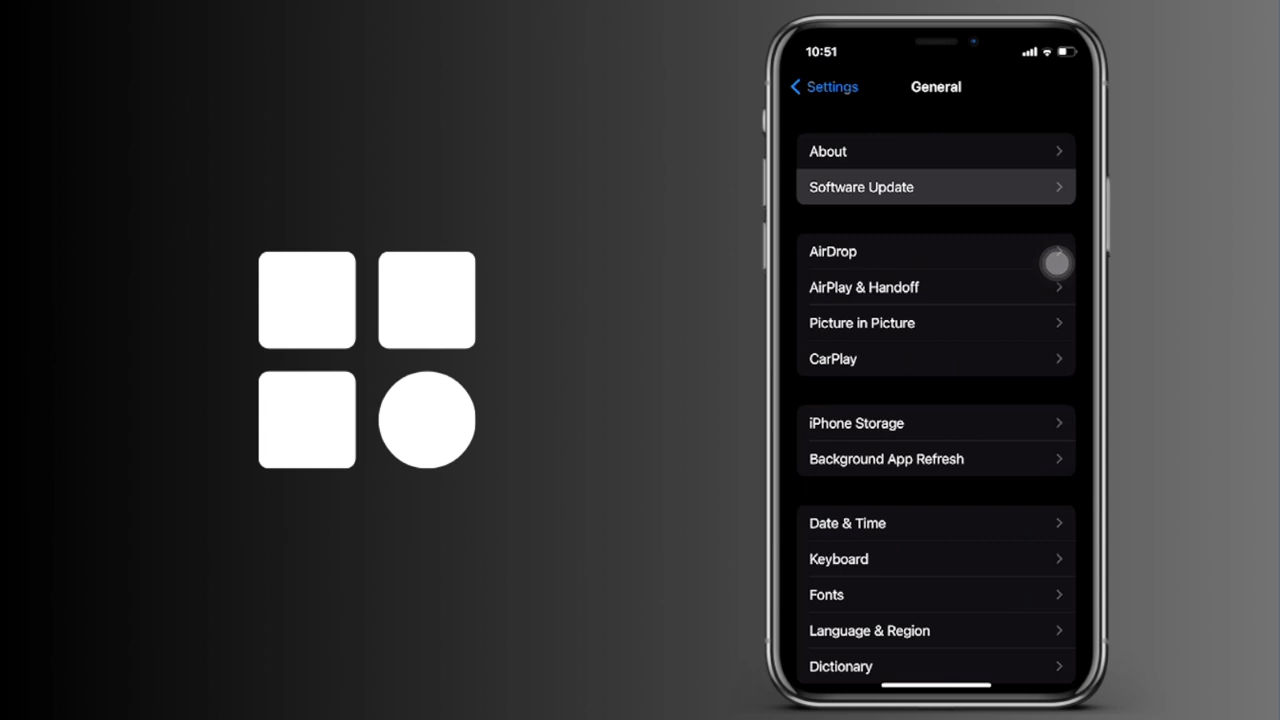 10:51
Settings
General
About
Software Update
AirDrop
AirPlay & Handoff
Picture in Picture
CarPlay
iPhone Storage
Background App Refresh
Date & Time
Keyboard
Fonts
Language & Region
Dictionary